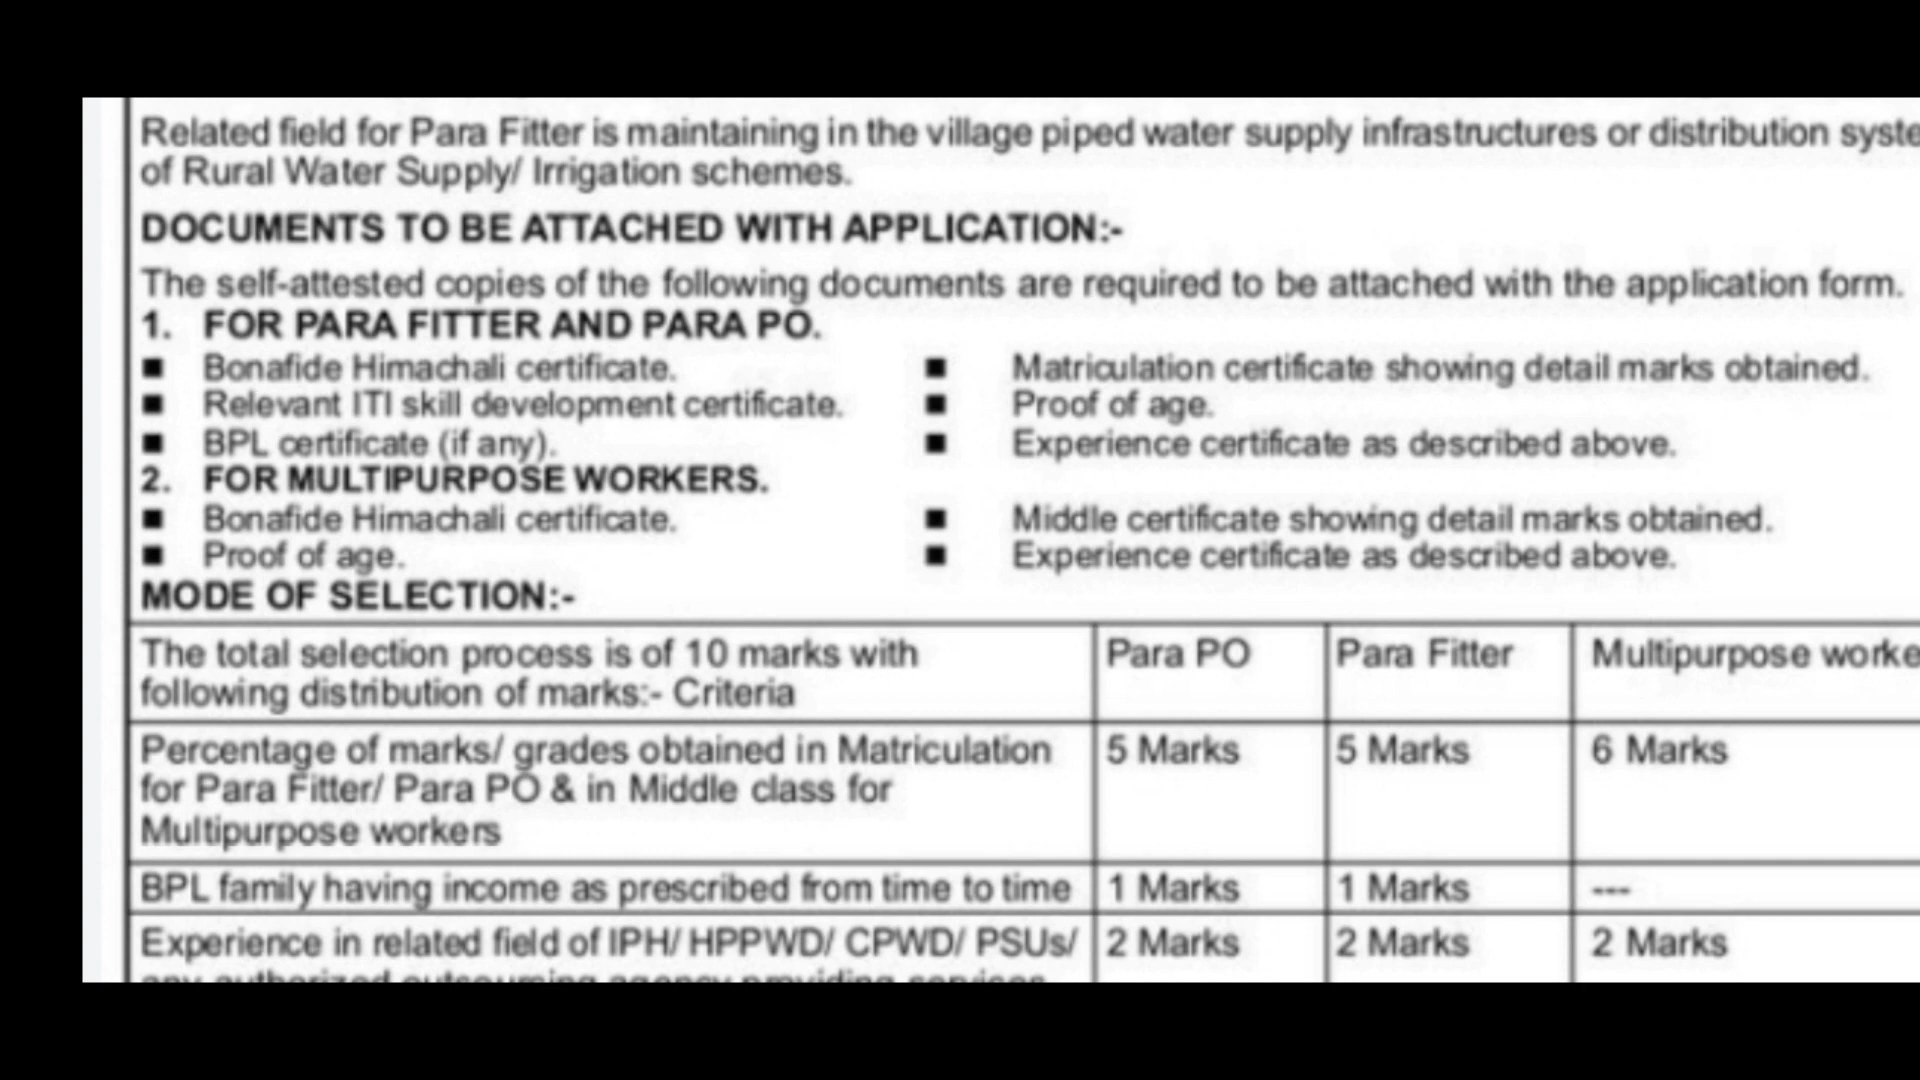 Related field for Para Fitter is maintaining in the village piped water supply infrastructures or distribution syste
of Rural Water Supply/ Irrigation schemes.
DOCUMENTS TO BE ATTACHED WITH APPLICATION:-
The self-attested copies of the following documents are required to be attached with the application form.
1. FOR PARA FITTER AND PARA PO.
■ Bonafide Himachali certificate. ■ Matriculation certificate showing detail marks obtained.
■ Relevant ITI skill development certificate. ■ Proof of age.
■ BPL certificate (if any). ■ Experience certificate as described above.
2. FOR MULTIPURPOSE WORKERS.
■ Bonafide Himachali certificate. ■ Middle certificate showing detail marks obtained.
■ Proof of age. ■ Experience certificate as described above.
MODE OF SELECTION:-
The total selection process is of 10 marks with Para PO Para Fitter Multipurpose worke
following distribution of marks:- Criteria
Percentage of marks/ grades obtained in Matriculation 5 Marks 5 Marks 6 Marks
for Para Fitter/ Para PO & in Middle class for
Multipurpose workers
BPL family having income as prescribed from time to time 1 Marks 1 Marks ---
Experience in related field of IPH/ HPPWD/ CPWD/ PSUs/ 2 Marks 2 Marks 2 Marks
any authorized outsourcing agency providing services